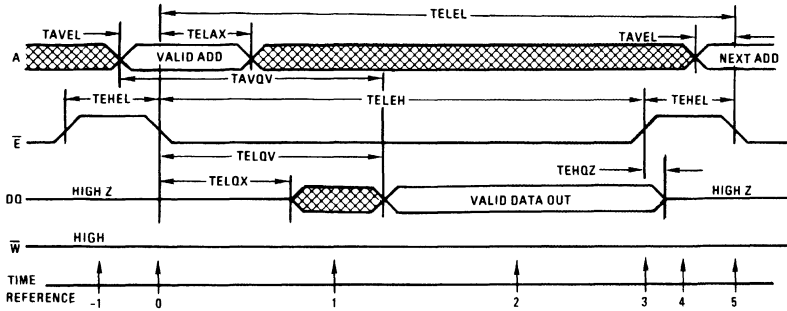 TELEL
TAVEL TELAX TAVEL
A VALID ADD NEXT ADD
TAVQV
TEHEL TELEH TEHEL
E
TELQV
TELQX TEHQZ
DQ HIGH Z VALID DATA OUT HIGH Z
W HIGH
TIME
REFERENCE -1 0 1 2 3 4 5